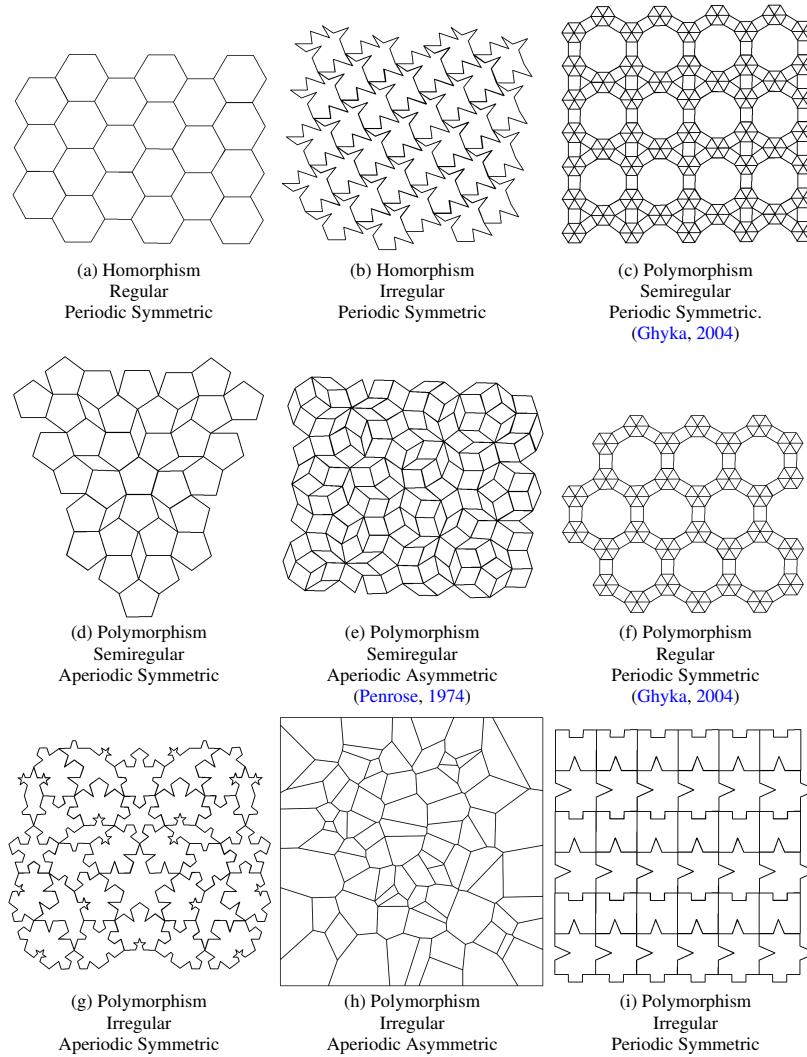 (a) Homorphism
Regular
Periodic Symmetric
(b) Homorphism
Irregular
Periodic Symmetric
(c) Polymorphism
Semiregular
Periodic Symmetric.
(Ghyka, 2004)
(d) Polymorphism
Semiregular
Aperiodic Symmetric
(e) Polymorphism
Semiregular
Aperiodic Asymmetric
(Penrose, 1974)
(f) Polymorphism
Regular
Periodic Symmetric
(Ghyka, 2004)
(g) Polymorphism
Irregular
Aperiodic Symmetric
(h) Polymorphism
Irregular
Aperiodic Asymmetric
(i) Polymorphism
Irregular
Periodic Symmetric